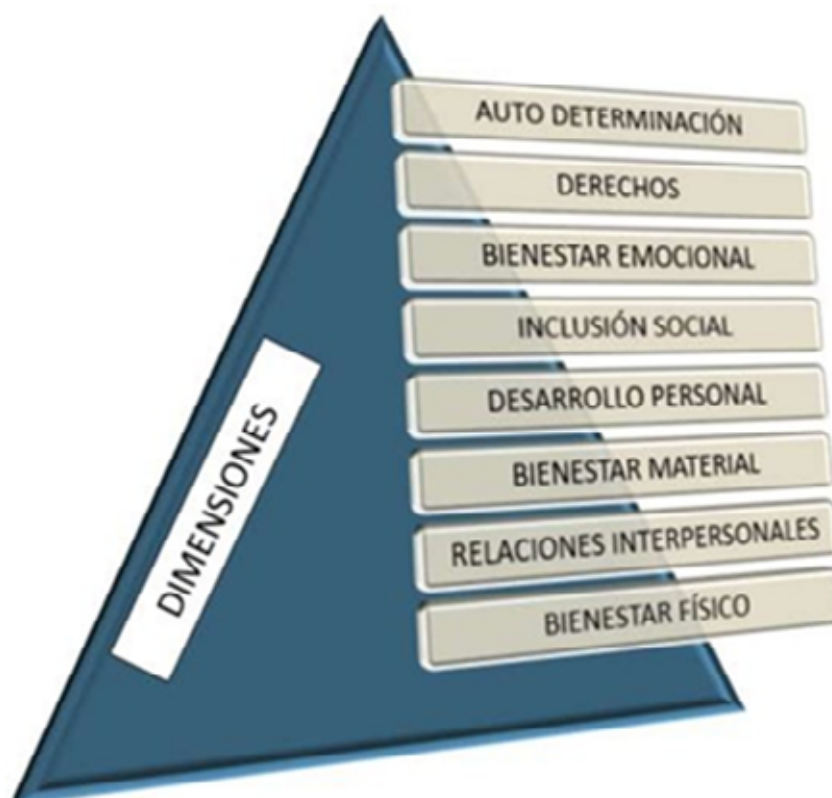 AUTO DETERMINACIÓN
DERECHOS
BIENESTAR EMOCIONAL
INCLUSIÓN SOCIAL
DESARROLLO PERSONAL
BIENESTAR MATERIAL
RELACIONES INTERPERSONALES
BIENESTAR FÍSICO
DIMENSIONES